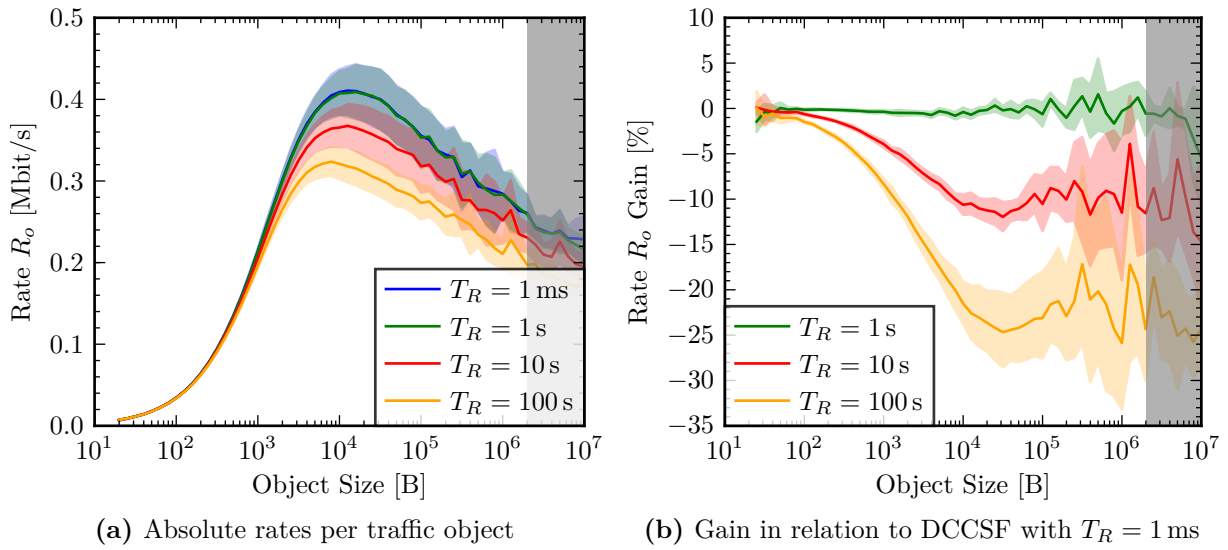 0.5
0.4
0.3
0.2
0.1
0.0
Rate R_o [Mbit/s]
10^1 10^2 10^3 10^4 10^5 10^6 10^7
Object Size [B]
T_R = 1 ms
T_R = 1 s
T_R = 10 s
T_R = 100 s
(a) Absolute rates per traffic object
10
5
0
−5
−10
−15
−20
−25
−30
−35
Rate R_o Gain [%]
10^1 10^2 10^3 10^4 10^5 10^6 10^7
Object Size [B]
T_R = 1 s
T_R = 10 s
T_R = 100 s
(b) Gain in relation to DCCSF with T_R = 1 ms